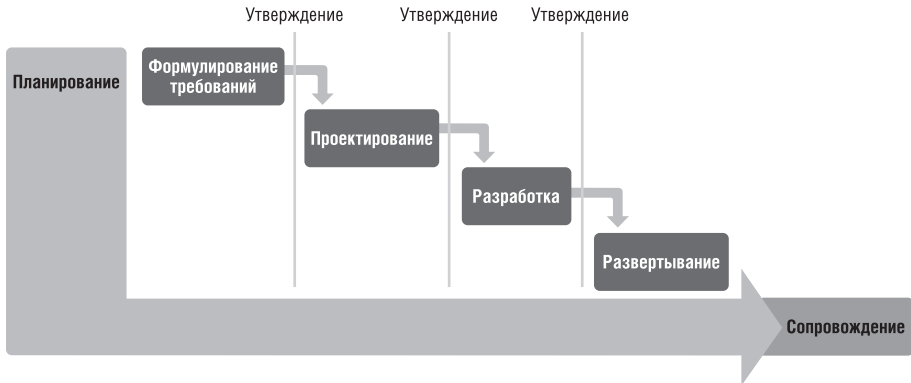 Утверждение Утверждение Утверждение
Планирование
Формулирование
требований
Проектирование
Разработка
Развертывание
Сопровождение